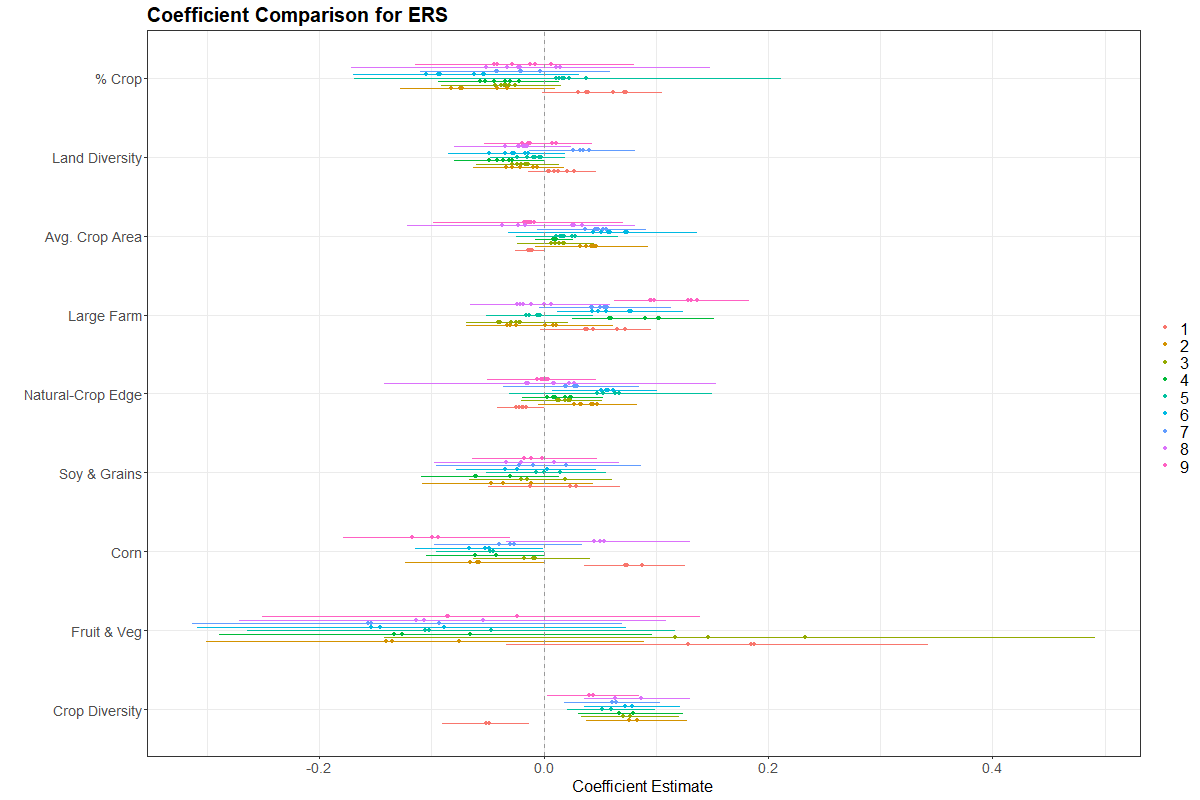 Coefficient Comparison for ERS
% Crop
Land Diversity
Avg. Crop Area
Large Farm
Natural-Crop Edge
Soy & Grains
Corn
Fruit & Veg
Crop Diversity
-0.2 0.0 0.2 0.4
Coefficient Estimate
1
2
3
4
5
6
7
8
9